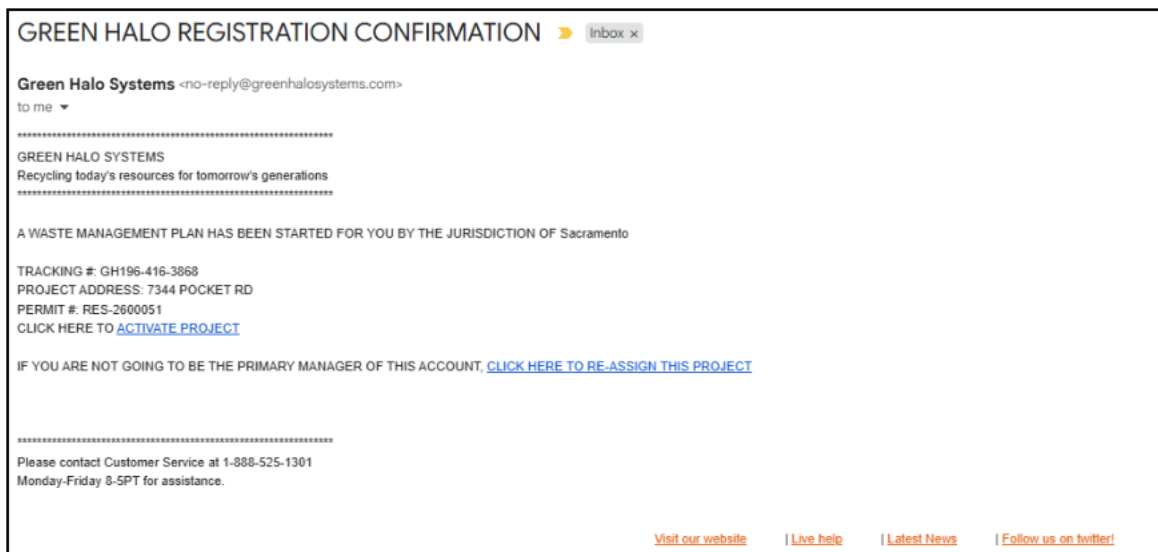 GREEN HALO REGISTRATION CONFIRMATION Inbox x
Green Halo Systems <no-reply@greenhalosystems.com>
to me
****************************************************************
GREEN HALO SYSTEMS
Recycling today's resources for tomorrow's generations
****************************************************************
A WASTE MANAGEMENT PLAN HAS BEEN STARTED FOR YOU BY THE JURISDICTION OF Sacramento
TRACKING #: GH196-416-3868
PROJECT ADDRESS: 7344 POCKET RD
PERMIT #: RES-2600051
CLICK HERE TO ACTIVATE PROJECT
IF YOU ARE NOT GOING TO BE THE PRIMARY MANAGER OF THIS ACCOUNT, CLICK HERE TO RE-ASSIGN THIS PROJECT
****************************************************************
Please contact Customer Service at 1-888-525-1301
Monday-Friday 8-5PT for assistance.
Visit our website | Live help | Latest News | Follow us on twitter!